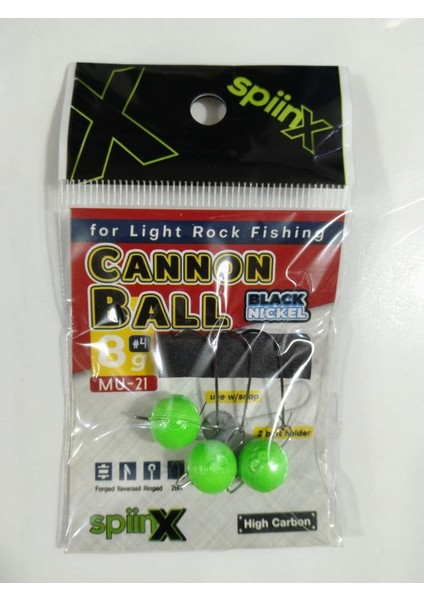 spiinX
for Light Rock Fishing
CANNON
BALL
BLACK
NICKEL
8g
#4
MU-21
use w/snap
2 bait holder
Forged Reversed Ringed
spiinX
High Carbon